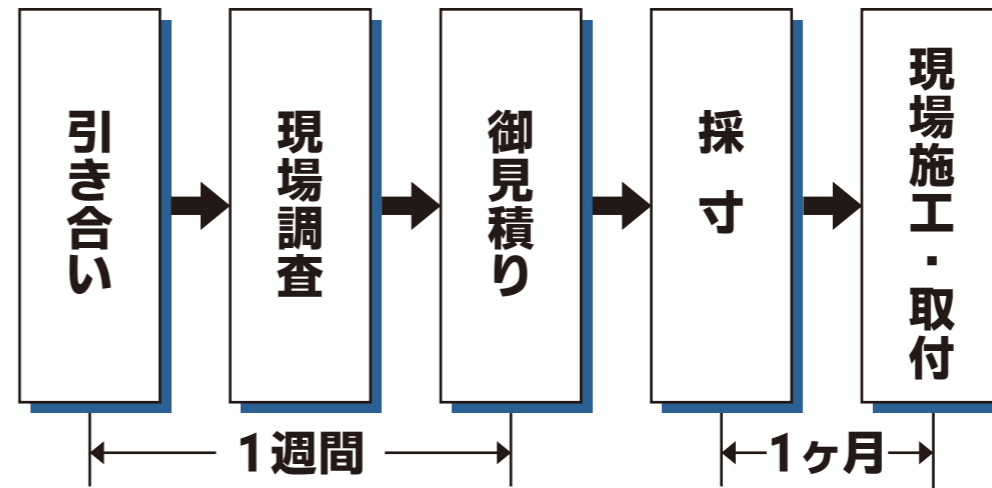 引き合い
現場調査
御見積り
採寸
現場施工・取付
1週間
1ヶ月